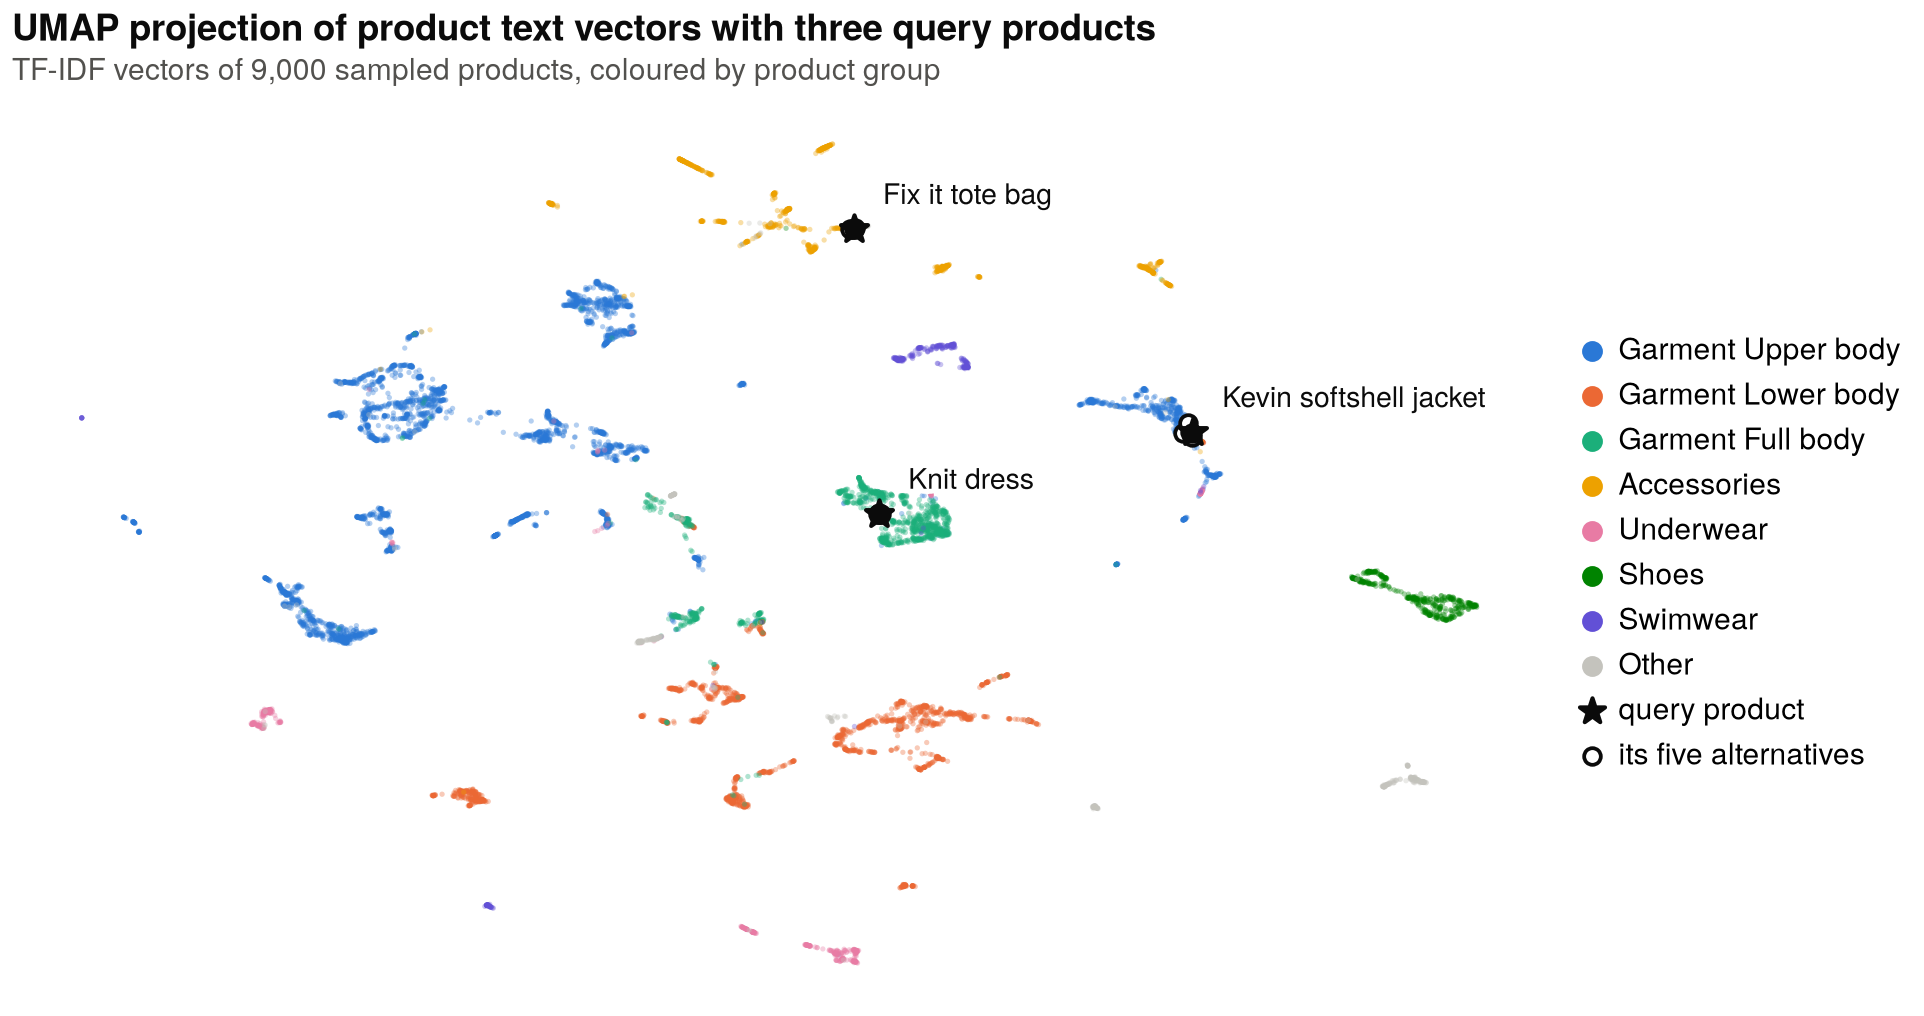 UMAP projection of product text vectors with three query products
TF-IDF vectors of 9,000 sampled products, coloured by product group
Fix it tote bag
Kevin softshell jacket
Knit dress
Garment Upper body
Garment Lower body
Garment Full body
Accessories
Underwear
Shoes
Swimwear
Other
query product
its five alternatives